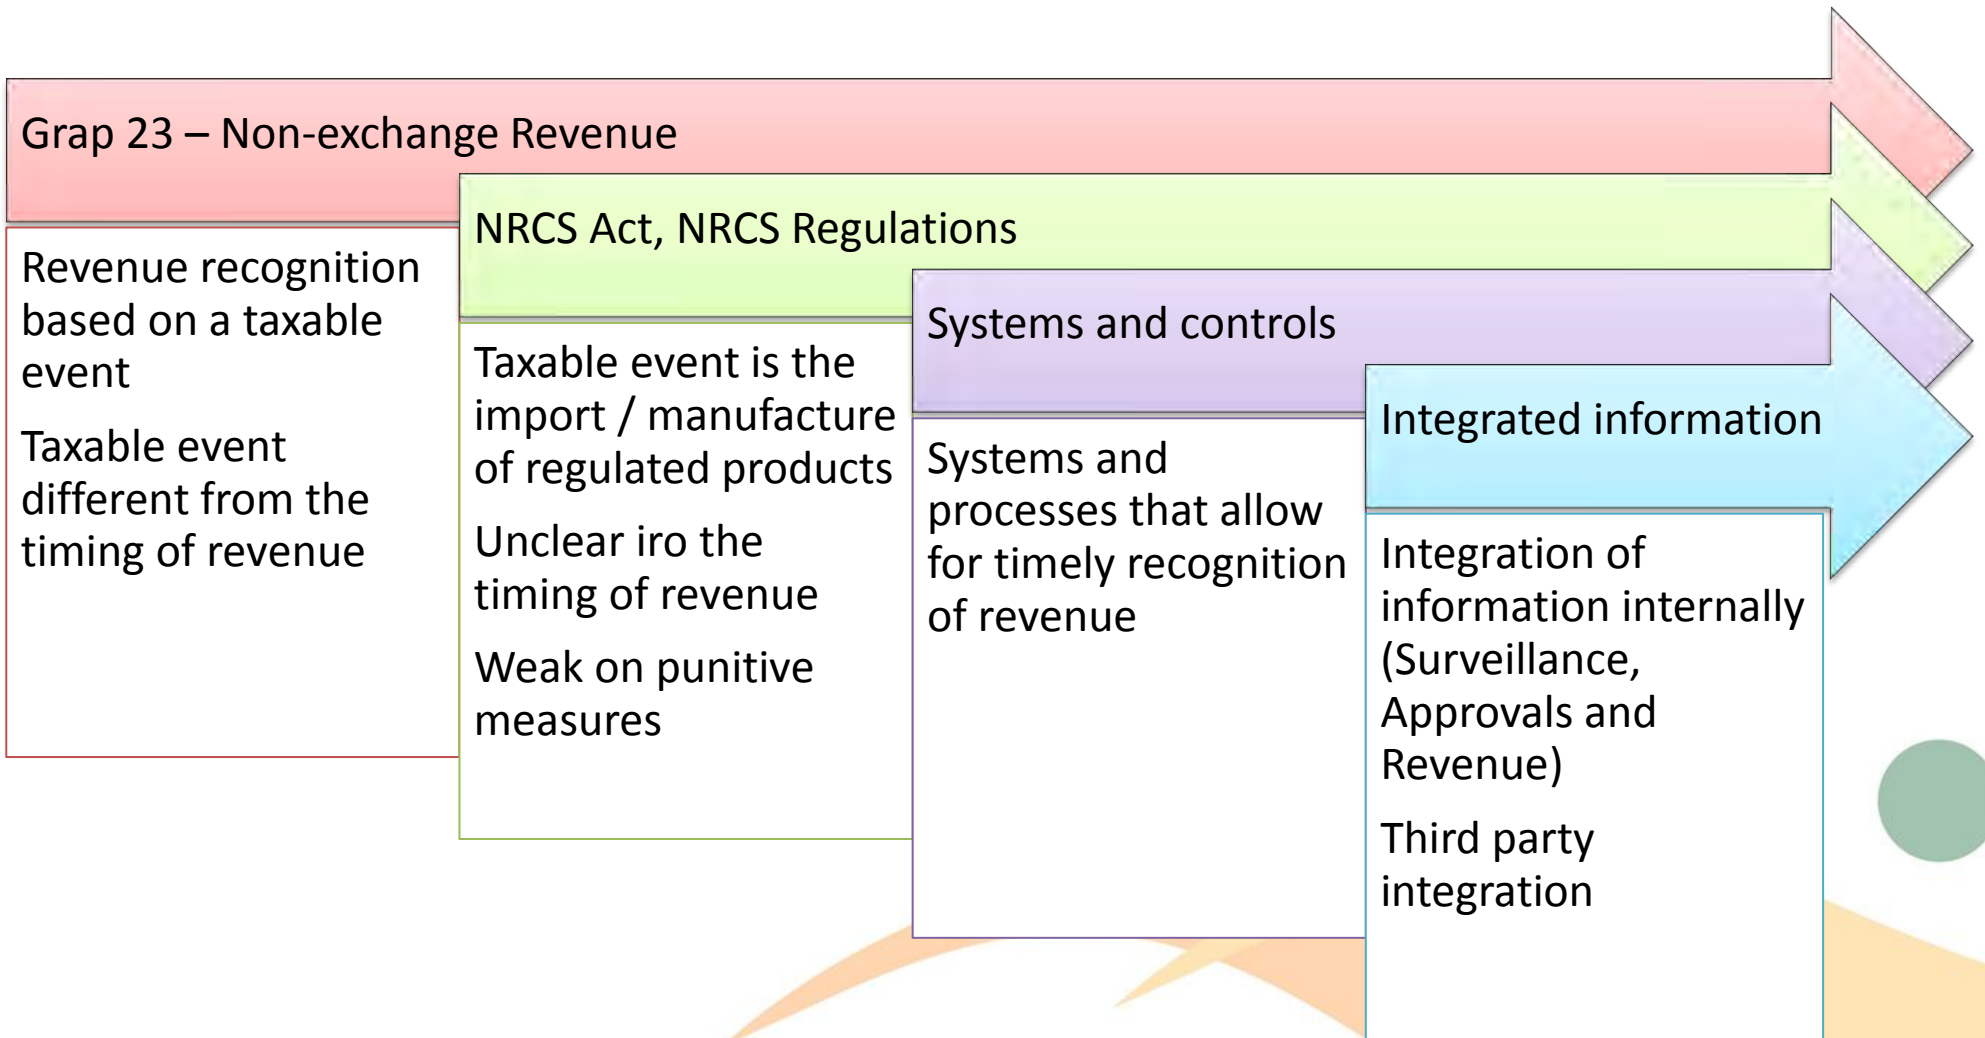 Grap 23 – Non-exchange Revenue
Revenue recognition
based on a taxable
event
Taxable event
different from the
timing of revenue
NRCS Act, NRCS Regulations
Taxable event is the
import / manufacture
of regulated products
Unclear iro the
timing of revenue
Weak on punitive
measures
Systems and controls
Systems and
processes that allow
for timely recognition
of revenue
Integrated information
Integration of
information internally
(Surveillance,
Approvals and
Revenue)
Third party
integration